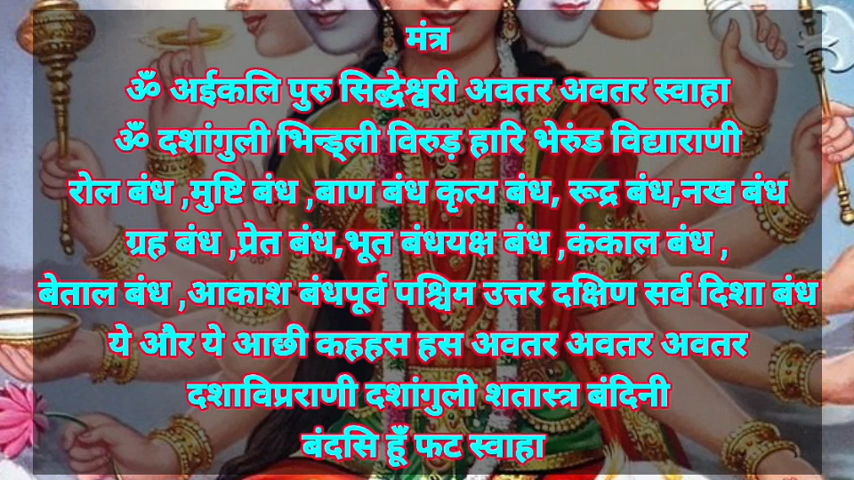 मंत्र
ॐ अईकलि पुरु सिद्धेश्वरी अवतर अवतर स्वाहा
ॐ दशांगुली भिन्ड्ली विरुड़ हारि भेरुंड विद्याराणी
रोल बंध ,मुष्टि बंध ,बाण बंध कृत्य बंध, रूद्र बंध,नख बंध
ग्रह बंध ,प्रेत बंध,भूत बंधयक्ष बंध ,कंकाल बंध ,
बेताल बंध ,आकाश बंधपूर्व पश्चिम उत्तर दक्षिण सर्व दिशा बंध
ये और ये आछी कहहस हस अवतर अवतर अवतर
दशाविप्रराणी दशांगुली शतास्त्र बंदिनी
बंदसि हूँ फट स्वाहा